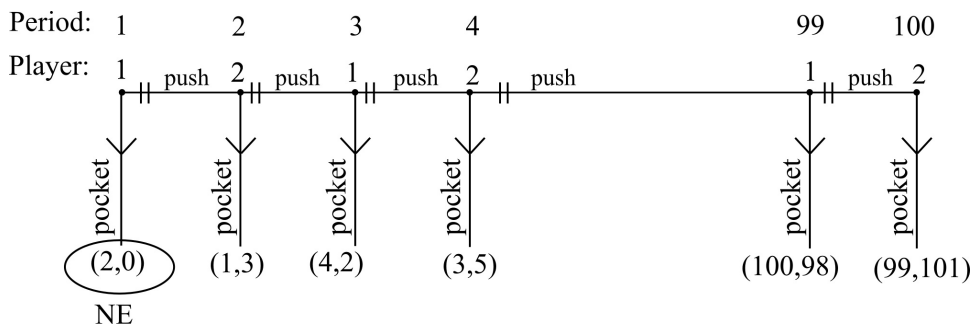 Period: 1 2 3 4 99 100
Player: 1 2 1 2 1 2
push push push push push
pocket pocket pocket pocket pocket pocket
(2,0) (1,3) (4,2) (3,5) (100,98) (99,101)
NE